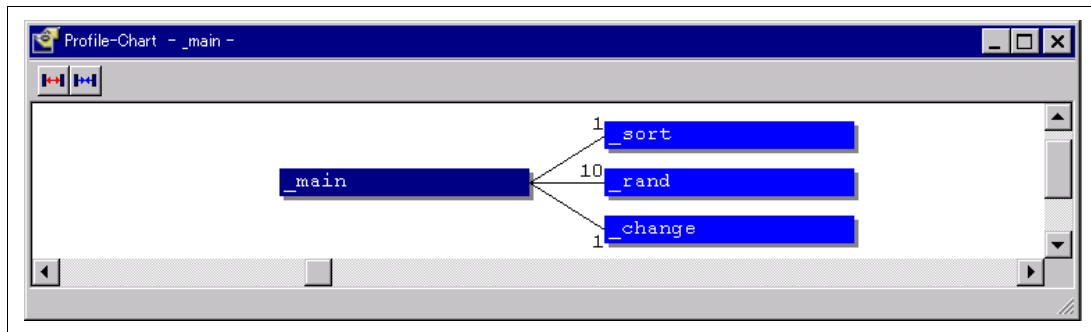 Profile-Chart - _main -
1
_sort
_main
10
_rand
_change
1